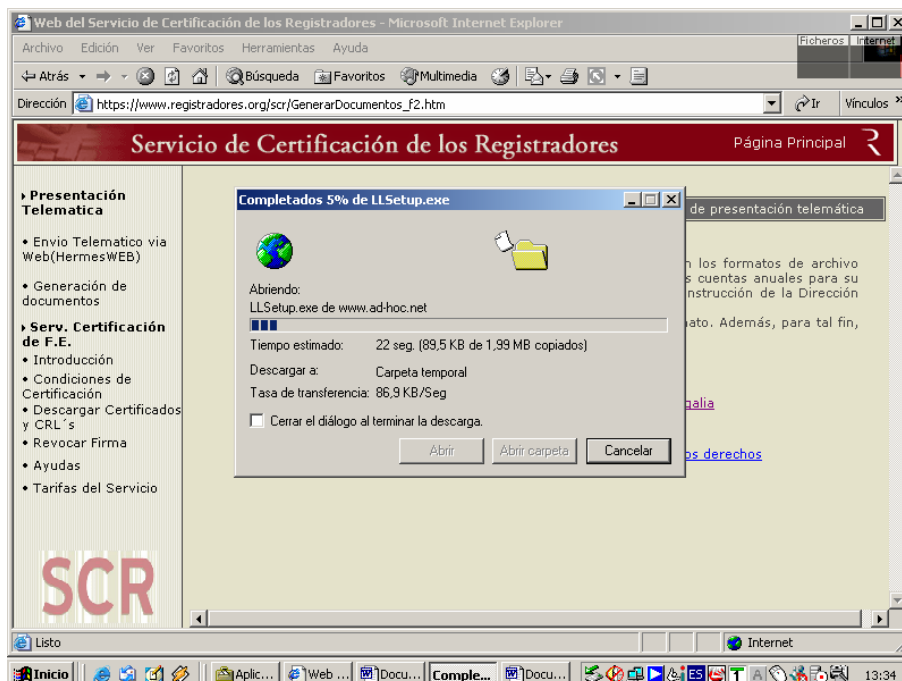 Web del Servicio de Certificación de los Registradores - Microsoft Internet Explorer
Archivo Edición Ver Favoritos Herramientas Ayuda
Ficheros Internet
Atrás Búsqueda Favoritos Multimedia
Dirección https://www.registradores.org/scr/GenerarDocumentos_f2.htm Ir Vínculos »
Servicio de Certificación de los Registradores
Página Principal
Presentación
Telematica
• Envio Telematico via
Web(HermesWEB)
• Generación de
documentos
Serv. Certificación
de F.E.
• Introducción
• Condiciones de
Certificación
• Descargar Certificados
y CRL´s
• Revocar Firma
• Ayudas
• Tarifas del Servicio
SCR
de presentación telemática
los formatos de archivo
cuentas anuales para su
nstrucción de la Dirección
ato. Además, para tal fin,
galia
os derechos
Completados 5% de LLSetup.exe
Abriendo:
LLSetup.exe de www.ad-hoc.net
Tiempo estimado: 22 seg. (89,5 KB de 1,99 MB copiados)
Descargar a: Carpeta temporal
Tasa de transferencia: 86,9 KB/Seg
Cerrar el diálogo al terminar la descarga.
Abrir Abrir carpeta Cancelar
Listo Internet
Inicio Aplic... Web ... Docu... Comple... Docu... ES 13:34